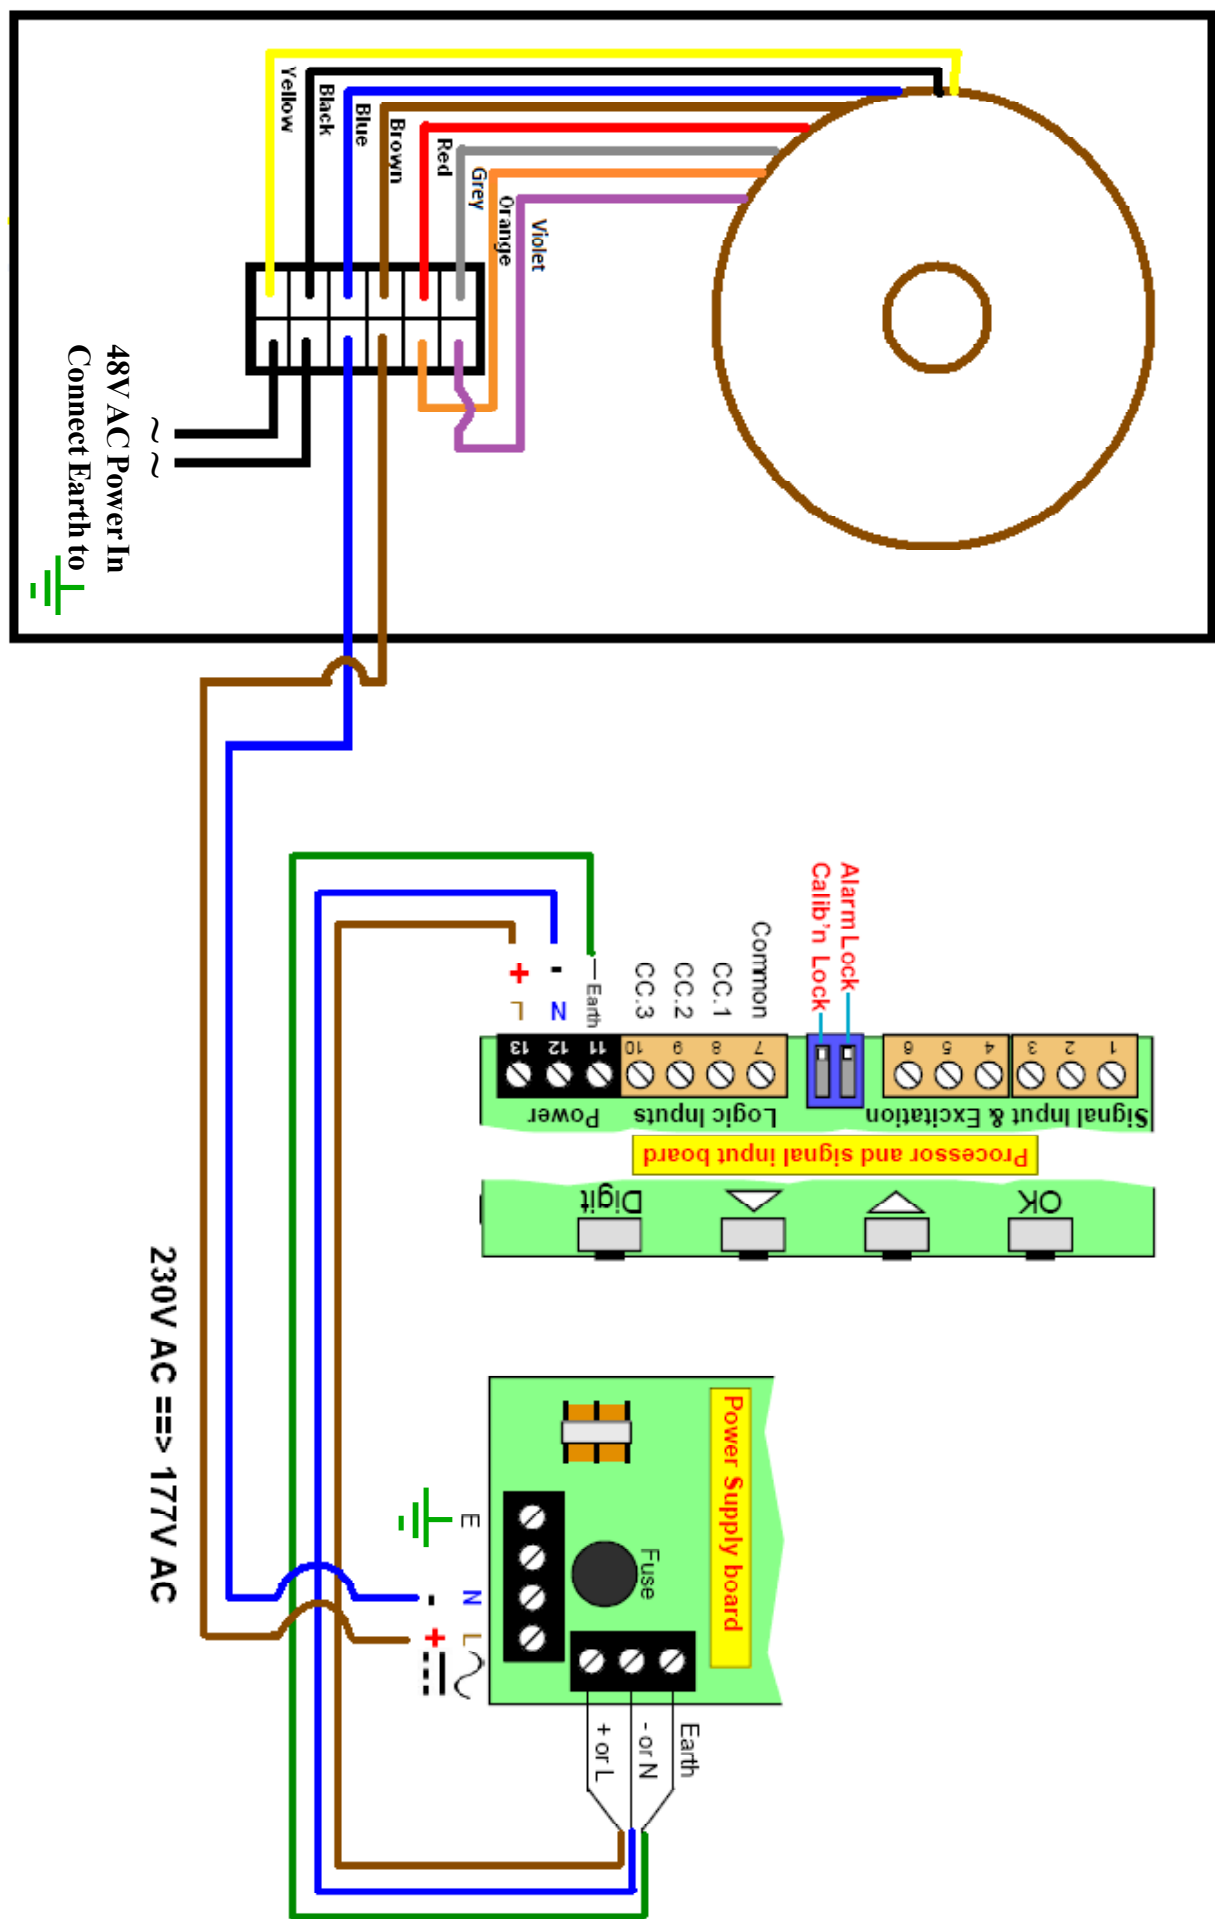 Yellow
Black
Blue
Brown
Red
Grey
Orange
Violet
48V AC Power In
Connect Earth to
~
~
Alarm Lock
Calib'n Lock
Common
CC.1
CC.2
CC.3
Earth
-
N
+
L
13
12
11
10
9
8
7
6
5
4
3
2
1
Power
Logic Inputs
Signal Input & Excitation
Processor and signal input board
Digit
OK
230V AC ==> 177V AC
Power Supply board
Fuse
E
N
-
L
+
Earth
- or N
+ or L